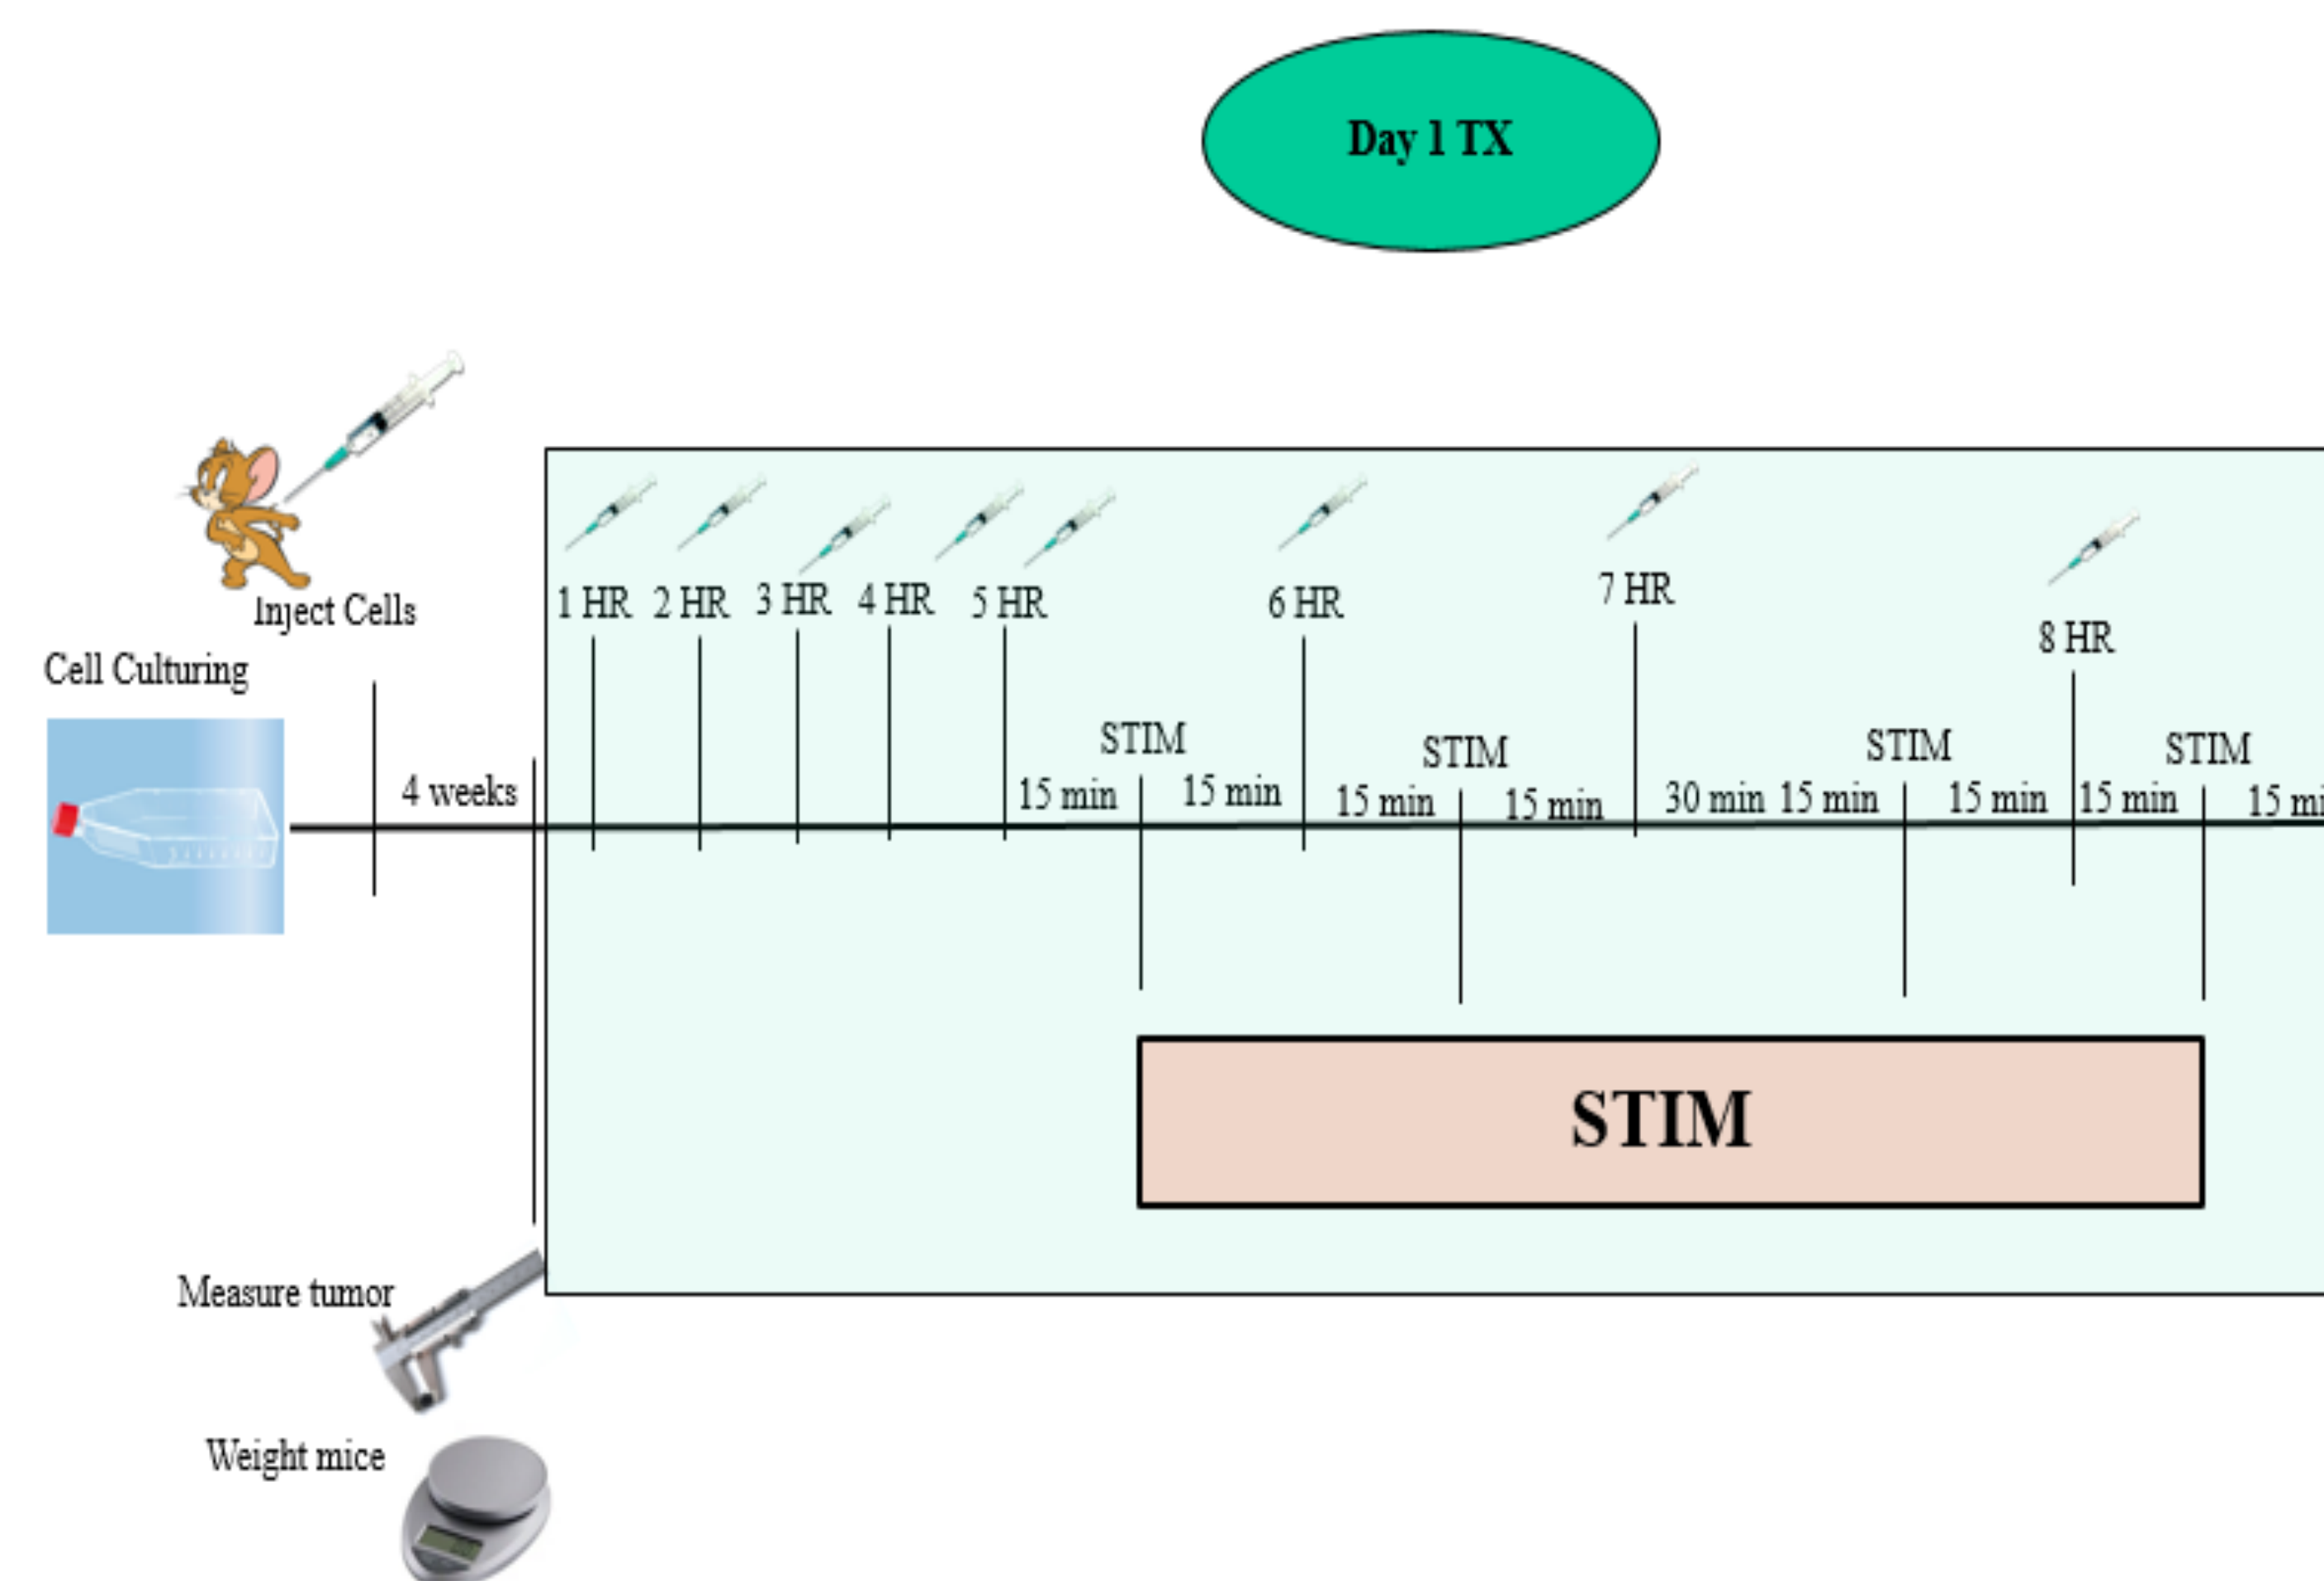 Day 1 TX
Inject Cells
Cell Culturing
4 weeks
1 HR
2 HR
3 HR
4 HR
5 HR
6 HR
7 HR
8 HR
STIM
STIM
STIM
STIM
15 min
15 min
15 min
15 min
30 min
15 min
15 min
15 min
15 mi
STIM
Measure tumor
Weight mice